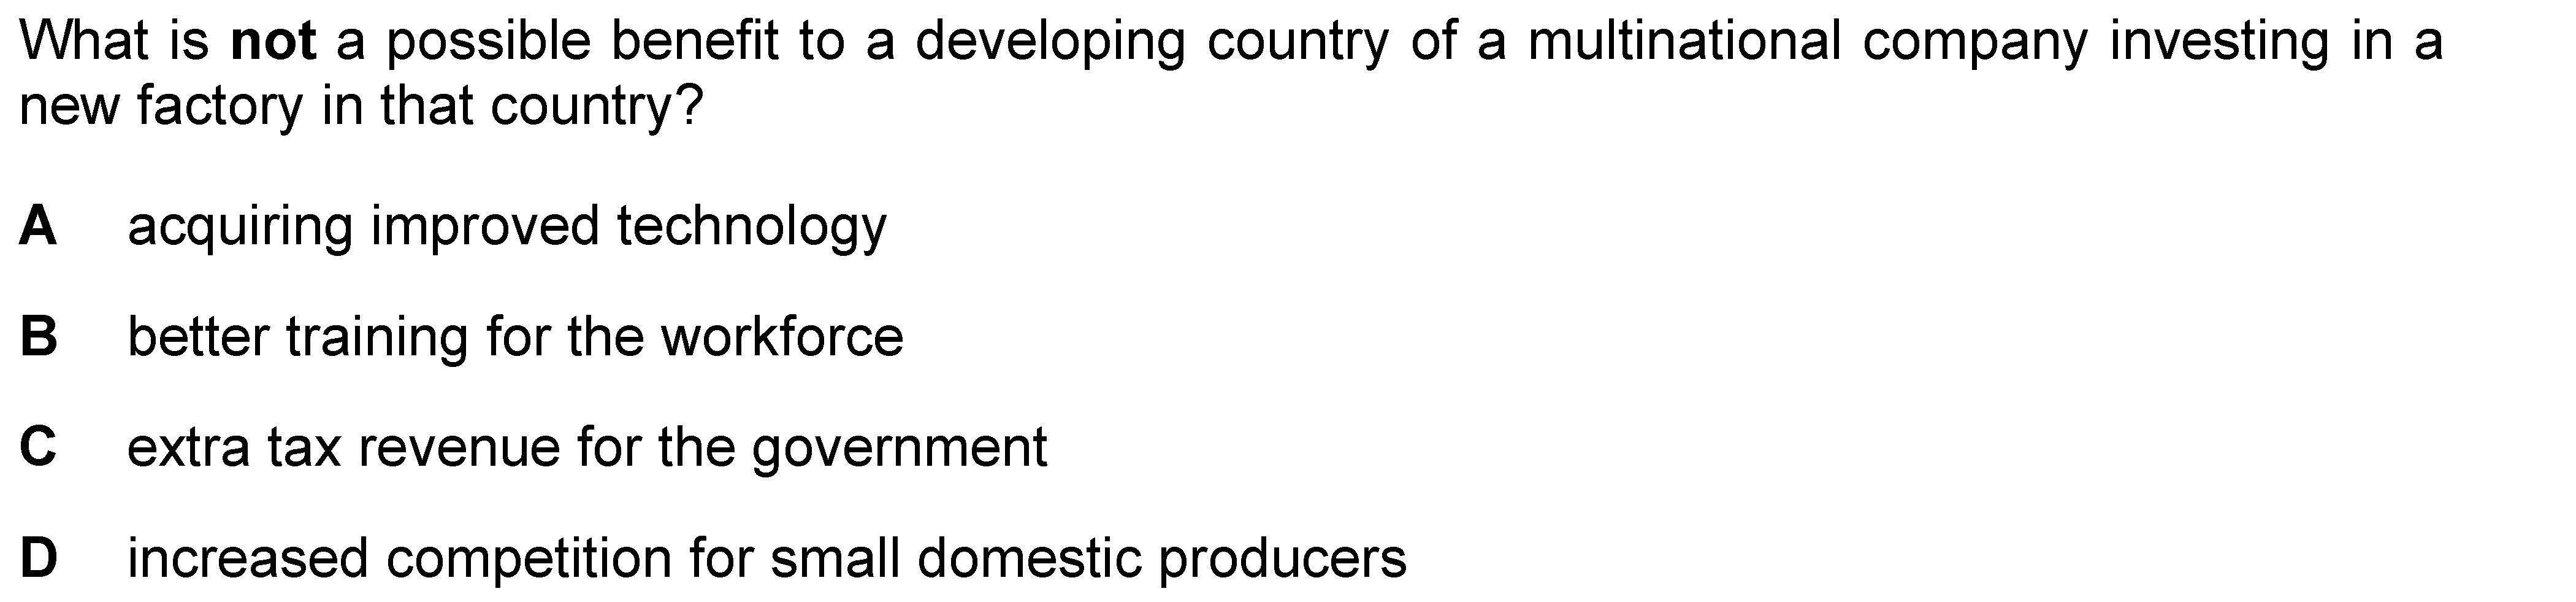 What is not a possible benefit to a developing country of a multinational company investing in a
new factory in that country?
A acquiring improved technology
B better training for the workforce
C extra tax revenue for the government
D increased competition for small domestic producers